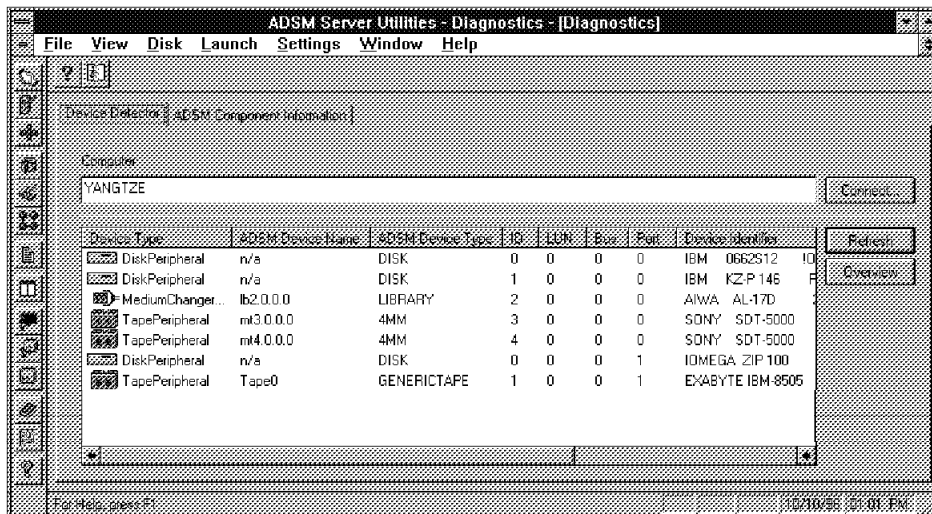 ADSM Server Utilities - Diagnostics - [Diagnostics]
File View Disk Launch Settings Window Help
Device Detector ADSM Component Information
Computer
YANGTZE
Connect...
Device Type ADSM Device Name ADSM Device Type ID LUN Bus Port Device Identifier
Refresh
DiskPeripheral n/a DISK 0 0 0 0 IBM 0662S12
Overview
DiskPeripheral n/a DISK 1 0 0 0 IBM KZ-P 146
MediumChanger... lb2.0.0.0 LIBRARY 2 0 0 0 AIWA AL-17D
TapePeripheral mt3.0.0.0 4MM 3 0 0 0 SONY SDT-5000
TapePeripheral mt4.0.0.0 4MM 4 0 0 0 SONY SDT-5000
DiskPeripheral n/a DISK 0 0 0 1 IOMEGA ZIP 100
TapePeripheral Tape0 GENERICTAPE 1 0 0 1 EXABYTE IBM-8505
For Help, press F1
10/10/96 01:01 PM